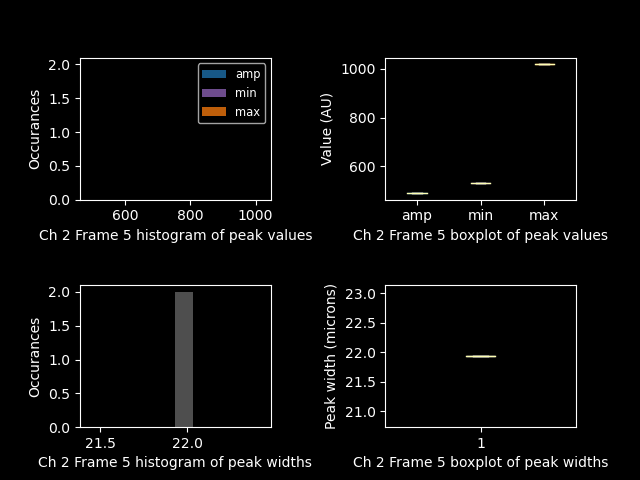 2.0
1.5
1.0
0.5
0.0
Occurances
amp
min
max
600
800
1000
Ch 2 Frame 5 histogram of peak values
1000
800
600
Value (AU)
amp
min
max
Ch 2 Frame 5 boxplot of peak values
2.0
1.5
1.0
0.5
0.0
Occurances
21.5
22.0
Ch 2 Frame 5 histogram of peak widths
23.0
22.5
22.0
21.5
21.0
Peak width (microns)
1
Ch 2 Frame 5 boxplot of peak widths